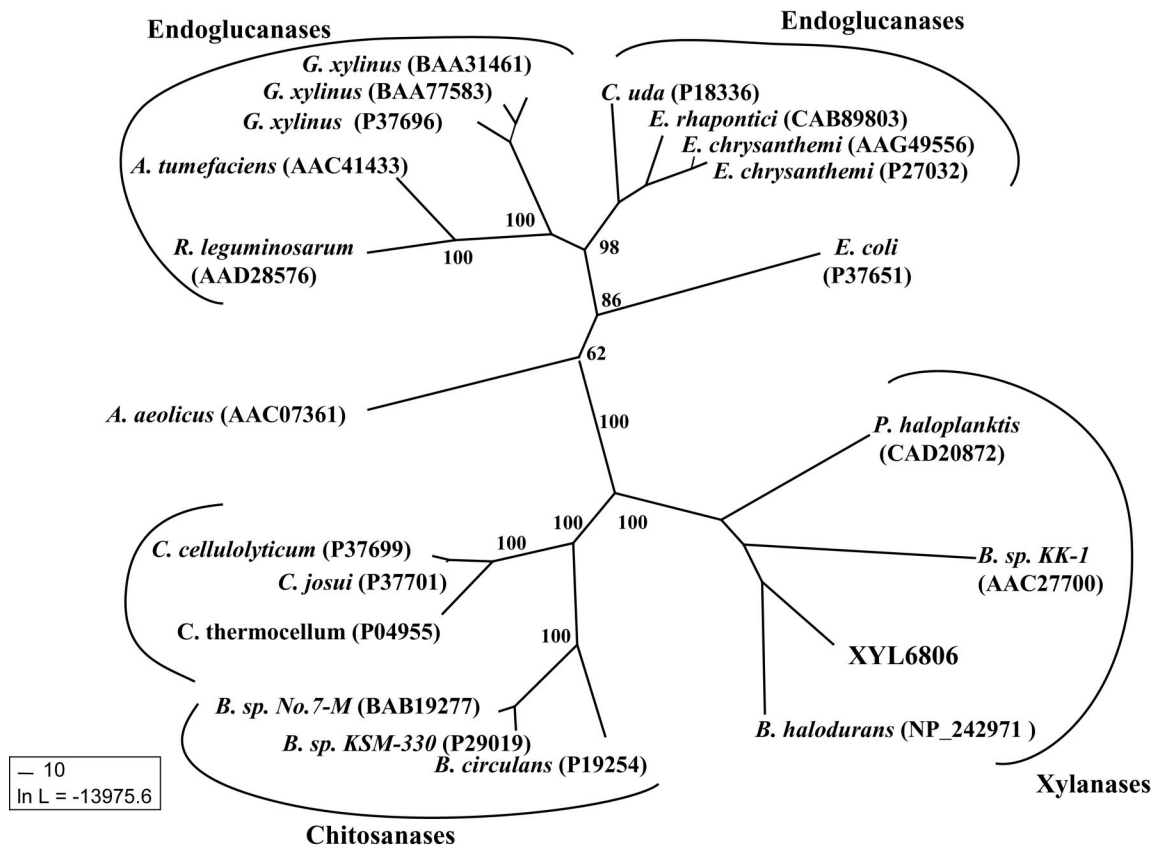 Endoglucanases
Endoglucanases
G. xylinus (BAA31461)
G. xylinus (BAA77583)
G. xylinus (P37696)
A. tumefaciens (AAC41433)
R. leguminosarum
(AAD28576)
C. uda (P18336)
E. rhapontici (CAB89803)
E. chrysanthemi (AAG49556)
E. chrysanthemi (P27032)
100
100
98
E. coli
(P37651)
86
62
A. aeolicus (AAC07361)
100
P. haloplanktis
(CAD20872)
100
100
100
C. cellulolyticum (P37699)
C. josui (P37701)
C. thermocellum (P04955)
B. sp. KK-1
(AAC27700)
XYL6806
B. halodurans (NP_242971 )
Xylanases
100
B. sp. No.7-M (BAB19277)
B. sp. KSM-330 (P29019)
B. circulans (P19254)
Chitosanases
10
ln L = -13975.6